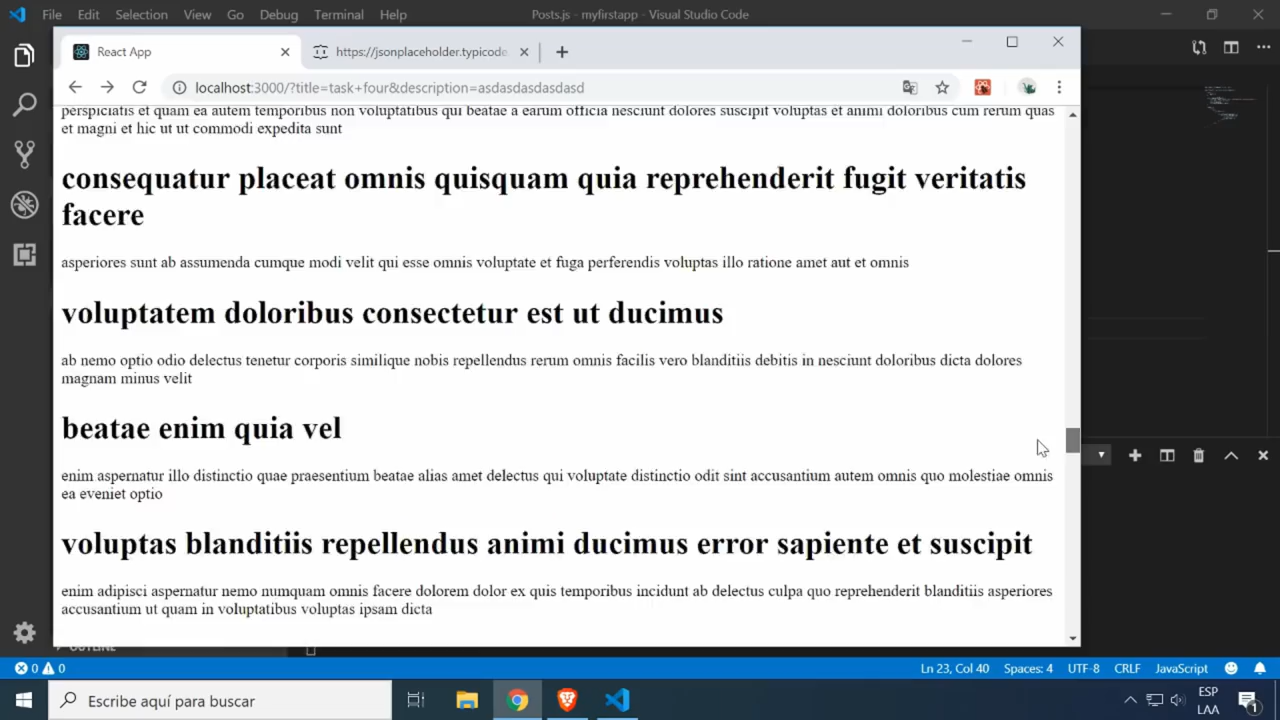 File Edit Selection View Go Debug Terminal Help Posts.js - myfirstapp - Visual Studio Code
React App https://jsonplaceholder.typicode
localhost:3000/?title=task+four&description=asdasdasdasdasd
perspiciatis et quam ea autem temporibus non voluptatibus qui beatae a earum officia nesciunt dolores suscipit voluptas et animi doloribus cum rerum quas
et magni et hic ut ut commodi expedita sunt
consequatur placeat omnis quisquam quia reprehenderit fugit veritatis
facere
asperiores sunt ab assumenda cumque modi velit qui esse omnis voluptate et fuga perferendis voluptas illo ratione amet aut et omnis
voluptatem doloribus consectetur est ut ducimus
ab nemo optio odio delectus tenetur corporis similique nobis repellendus rerum omnis facilis vero blanditiis debitis in nesciunt doloribus dicta dolores
magnam minus velit
beatae enim quia vel
enim aspernatur illo distinctio quae praesentium beatae alias amet delectus qui voluptate distinctio odit sint accusantium autem omnis quo molestiae omnis
ea eveniet optio
voluptas blanditiis repellendus animi ducimus error sapiente et suscipit
enim adipisci aspernatur nemo numquam omnis facere dolorem dolor ex quis temporibus incidunt ab delectus culpa quo reprehenderit blanditiis asperiores
accusantium ut quam in voluptatibus voluptas ipsam dicta
OUTLINE
0 0 Ln 23, Col 40 Spaces: 4 UTF-8 CRLF JavaScript
Escribe aquí para buscar
ESP
LAA
1